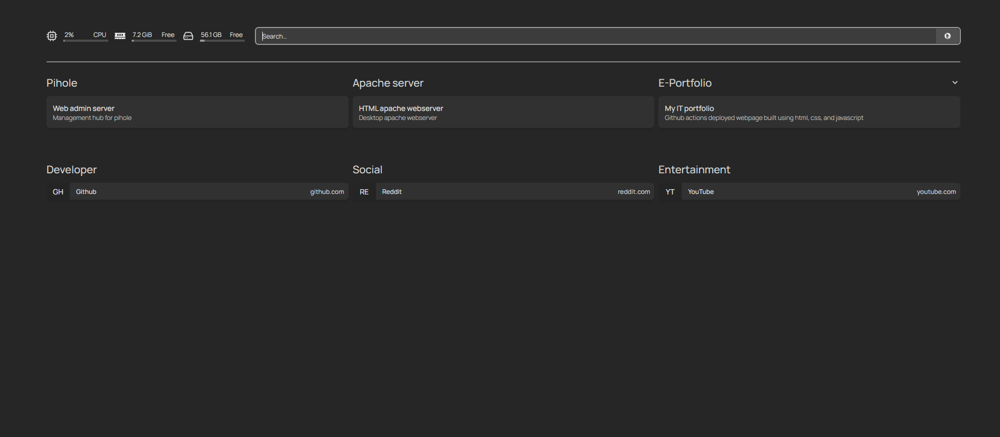 2% CPU 7.2 GiB Free 56.1 GB Free Search...
Pihole Apache server E-Portfolio
Web admin server HTML apache webserver My IT portfolio
Management hub for pihole Desktop apache webserver Github actions deployed webpage built using html, css, and javascript
Developer Social Entertainment
GH Github github.com RE Reddit reddit.com YT YouTube youtube.com